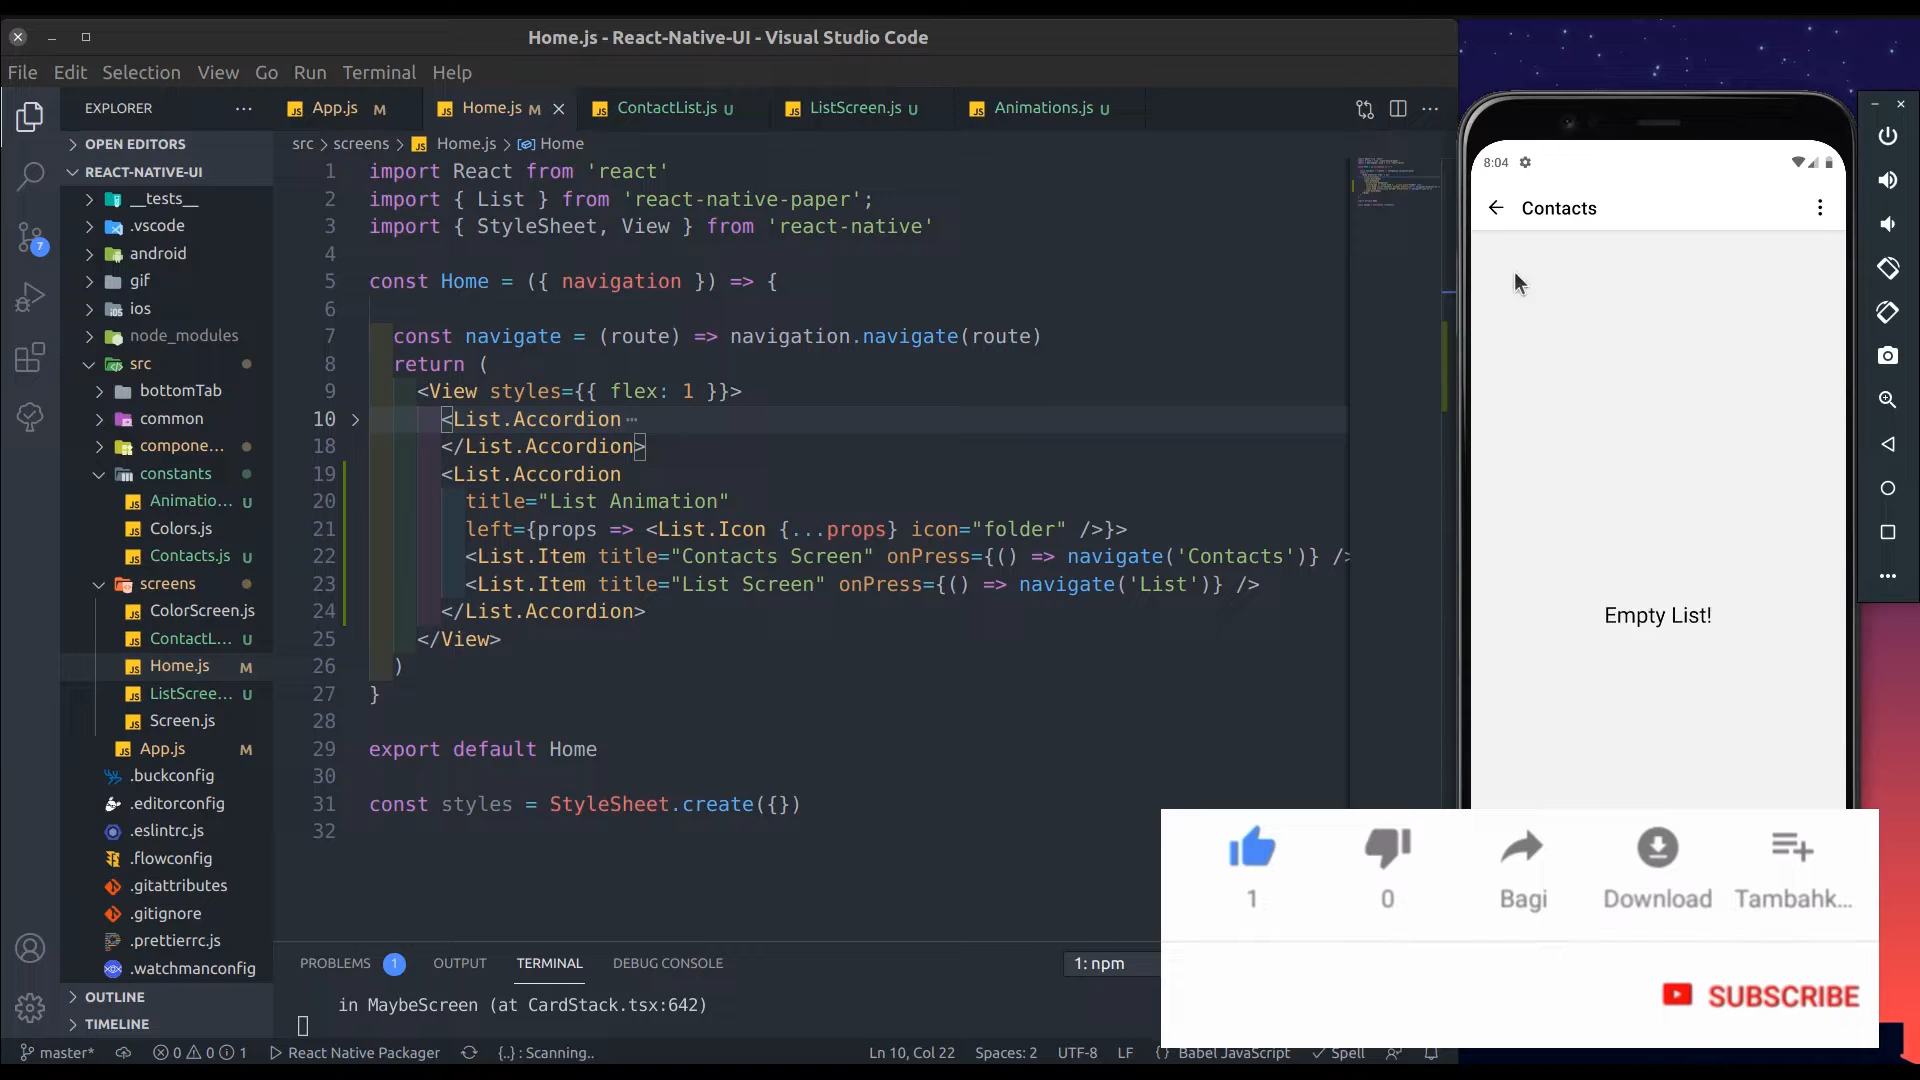 Home.js - React-Native-UI - Visual Studio Code
File Edit Selection View Go Run Terminal Help
EXPLORER
OPEN EDITORS
REACT-NATIVE-UI
__tests__
.vscode
android
gif
ios
node_modules
src
bottomTab
common
compone...
constants
Animatio... U
Colors.js
Contacts.js U
screens
ColorScreen.js
ContactL... U
Home.js M
ListScree... U
Screen.js
App.js M
.buckconfig
.editorconfig
.eslintrc.js
.flowconfig
.gitattributes
.gitignore
.prettierrc.js
.watchmanconfig
OUTLINE
TIMELINE
7
App.js M
Home.js M
ContactList.js U
ListScreen.js U
Animations.js U
src > screens > Home.js > Home
1 import React from 'react'
2 import { List } from 'react-native-paper';
3 import { StyleSheet, View } from 'react-native'
4
5 const Home = ({ navigation }) => {
6
7 const navigate = (route) => navigation.navigate(route)
8 return (
9 <View styles={{ flex: 1 }}>
10 <List.Accordion ⋯
18 </List.Accordion>
19 <List.Accordion
20 title="List Animation"
21 left={props => <List.Icon {...props} icon="folder" />}>
22 <List.Item title="Contacts Screen" onPress={() => navigate('Contacts')} />
23 <List.Item title="List Screen" onPress={() => navigate('List')} />
24 </List.Accordion>
25 </View>
26 )
27 }
28
29 export default Home
30
31 const styles = StyleSheet.create({})
32
PROBLEMS 1 OUTPUT TERMINAL DEBUG CONSOLE 1: npm
in MaybeScreen (at CardStack.tsx:642)
master* 0 0 1 React Native Packager {..} : Scanning.. Ln 10, Col 22 Spaces: 2 UTF-8 LF {} Babel JavaScript Spell
8:04
Contacts
Empty List!
1 0 Bagi Download Tambahk...
SUBSCRIBE